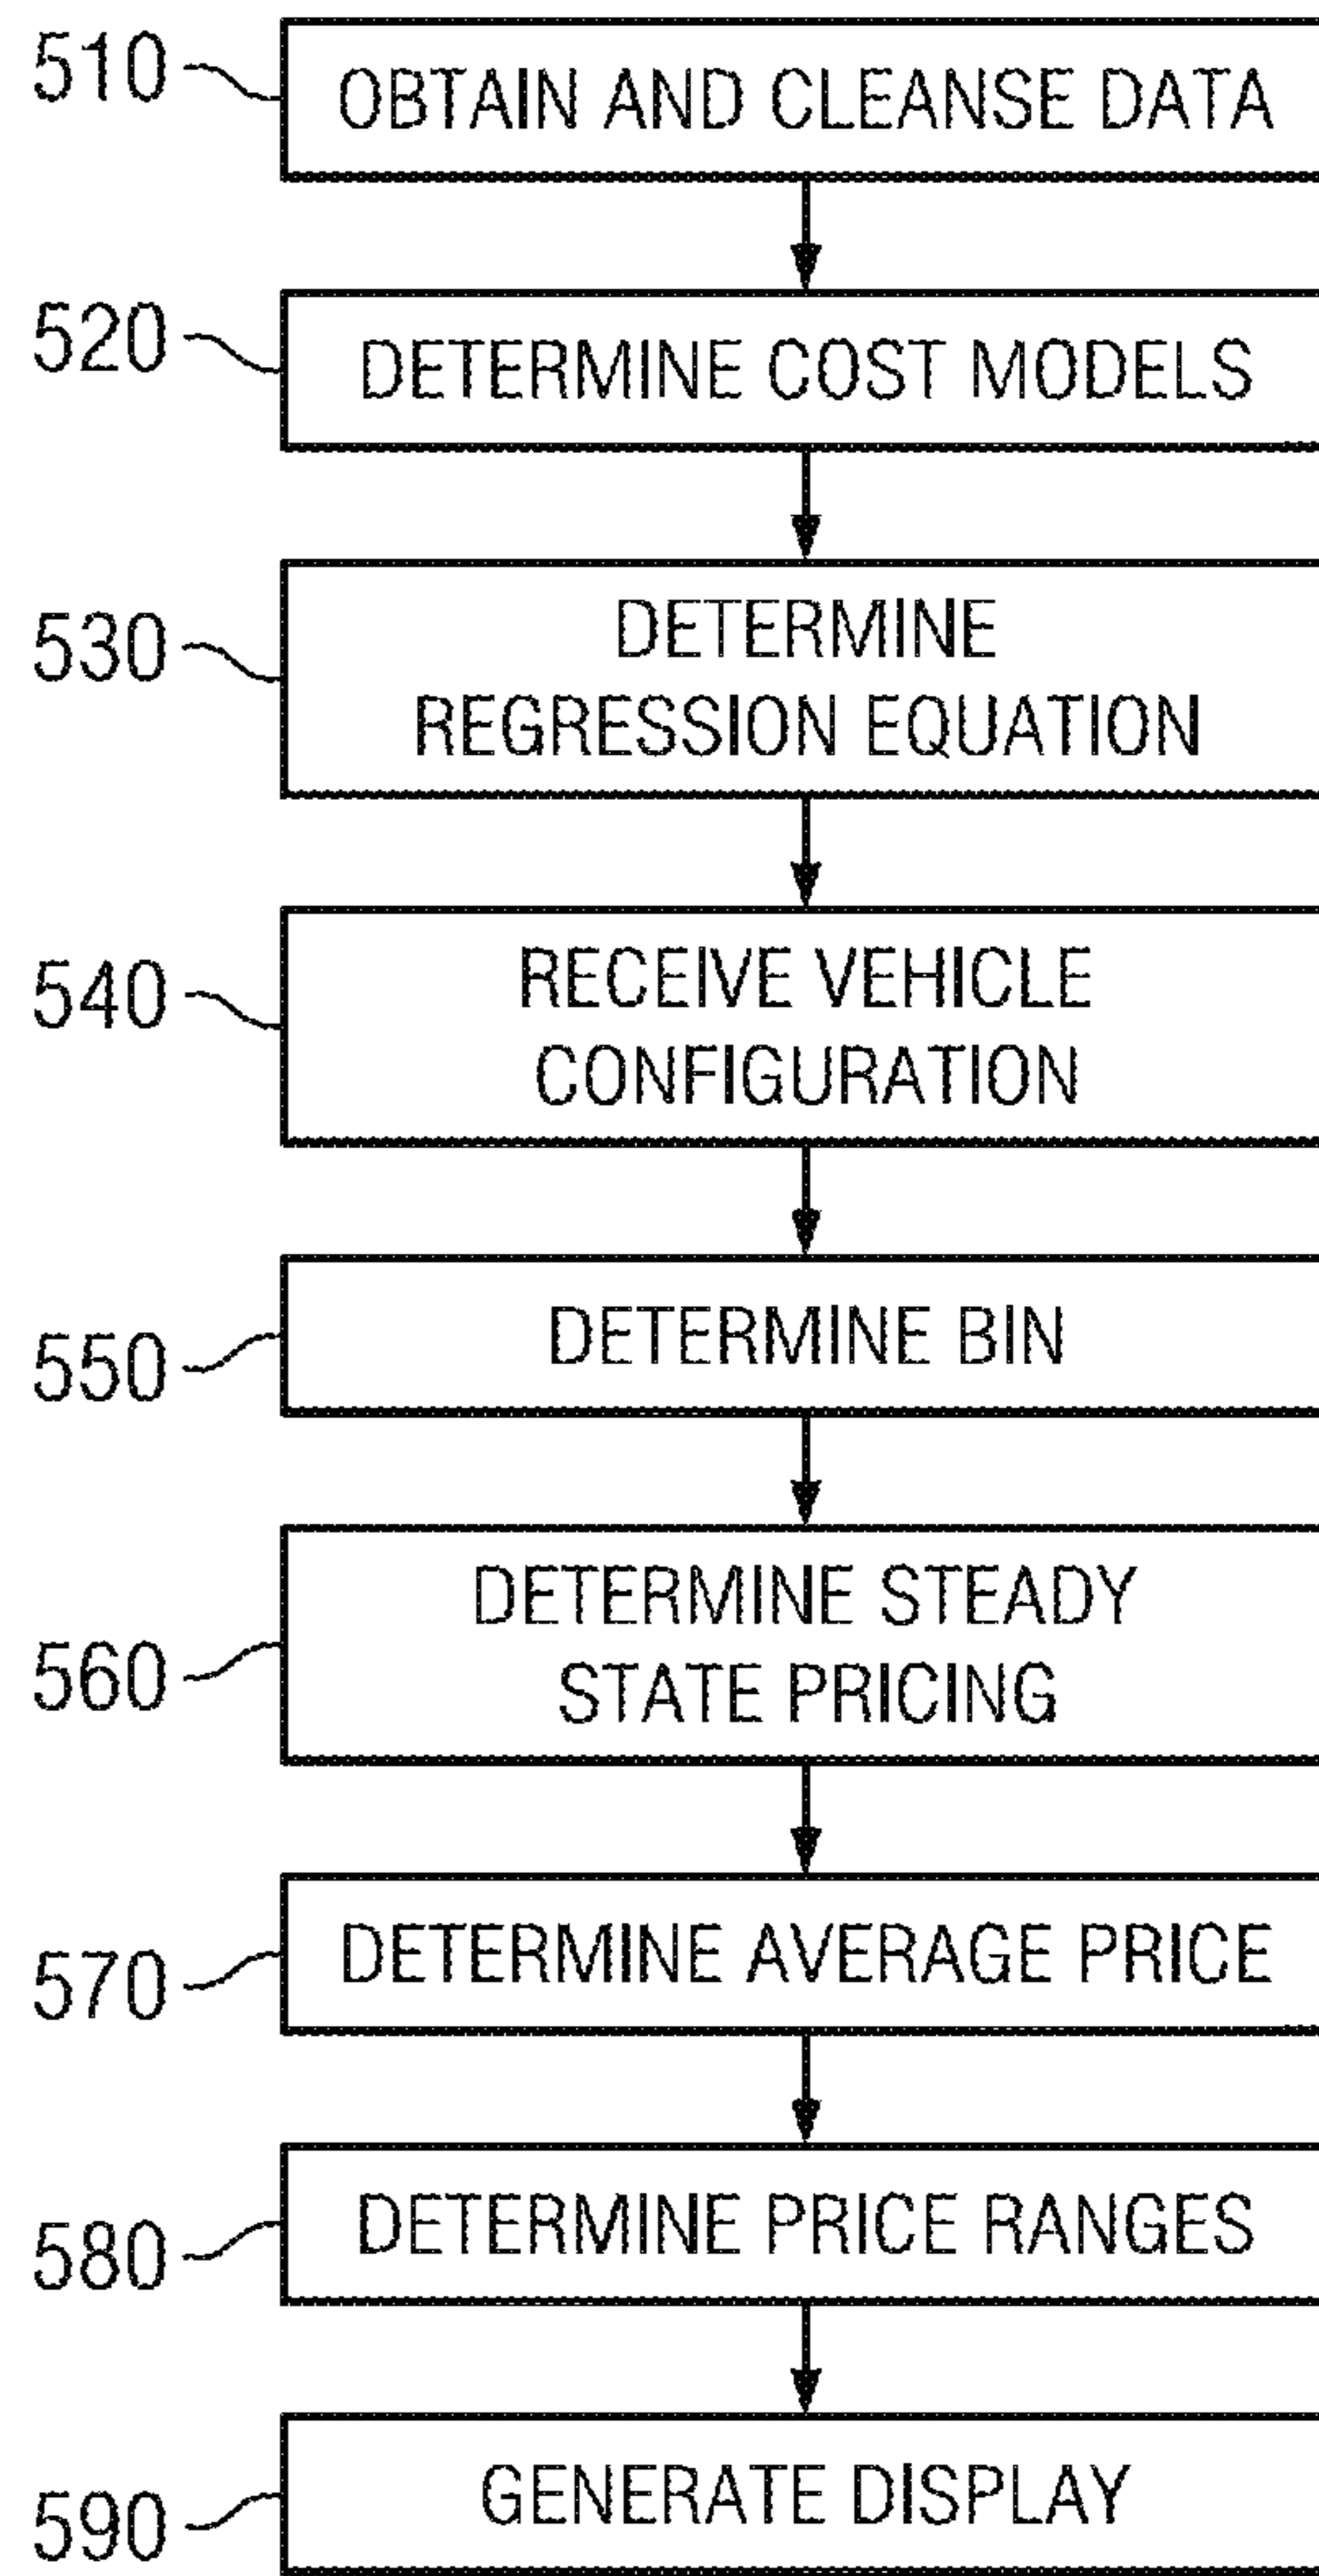 510
OBTAIN AND CLEANSE DATA
520
DETERMINE COST MODELS
530
DETERMINE
REGRESSION EQUATION
540
RECEIVE VEHICLE
CONFIGURATION
550
DETERMINE BIN
560
DETERMINE STEADY
STATE PRICING
570
DETERMINE AVERAGE PRICE
580
DETERMINE PRICE RANGES
590
GENERATE DISPLAY